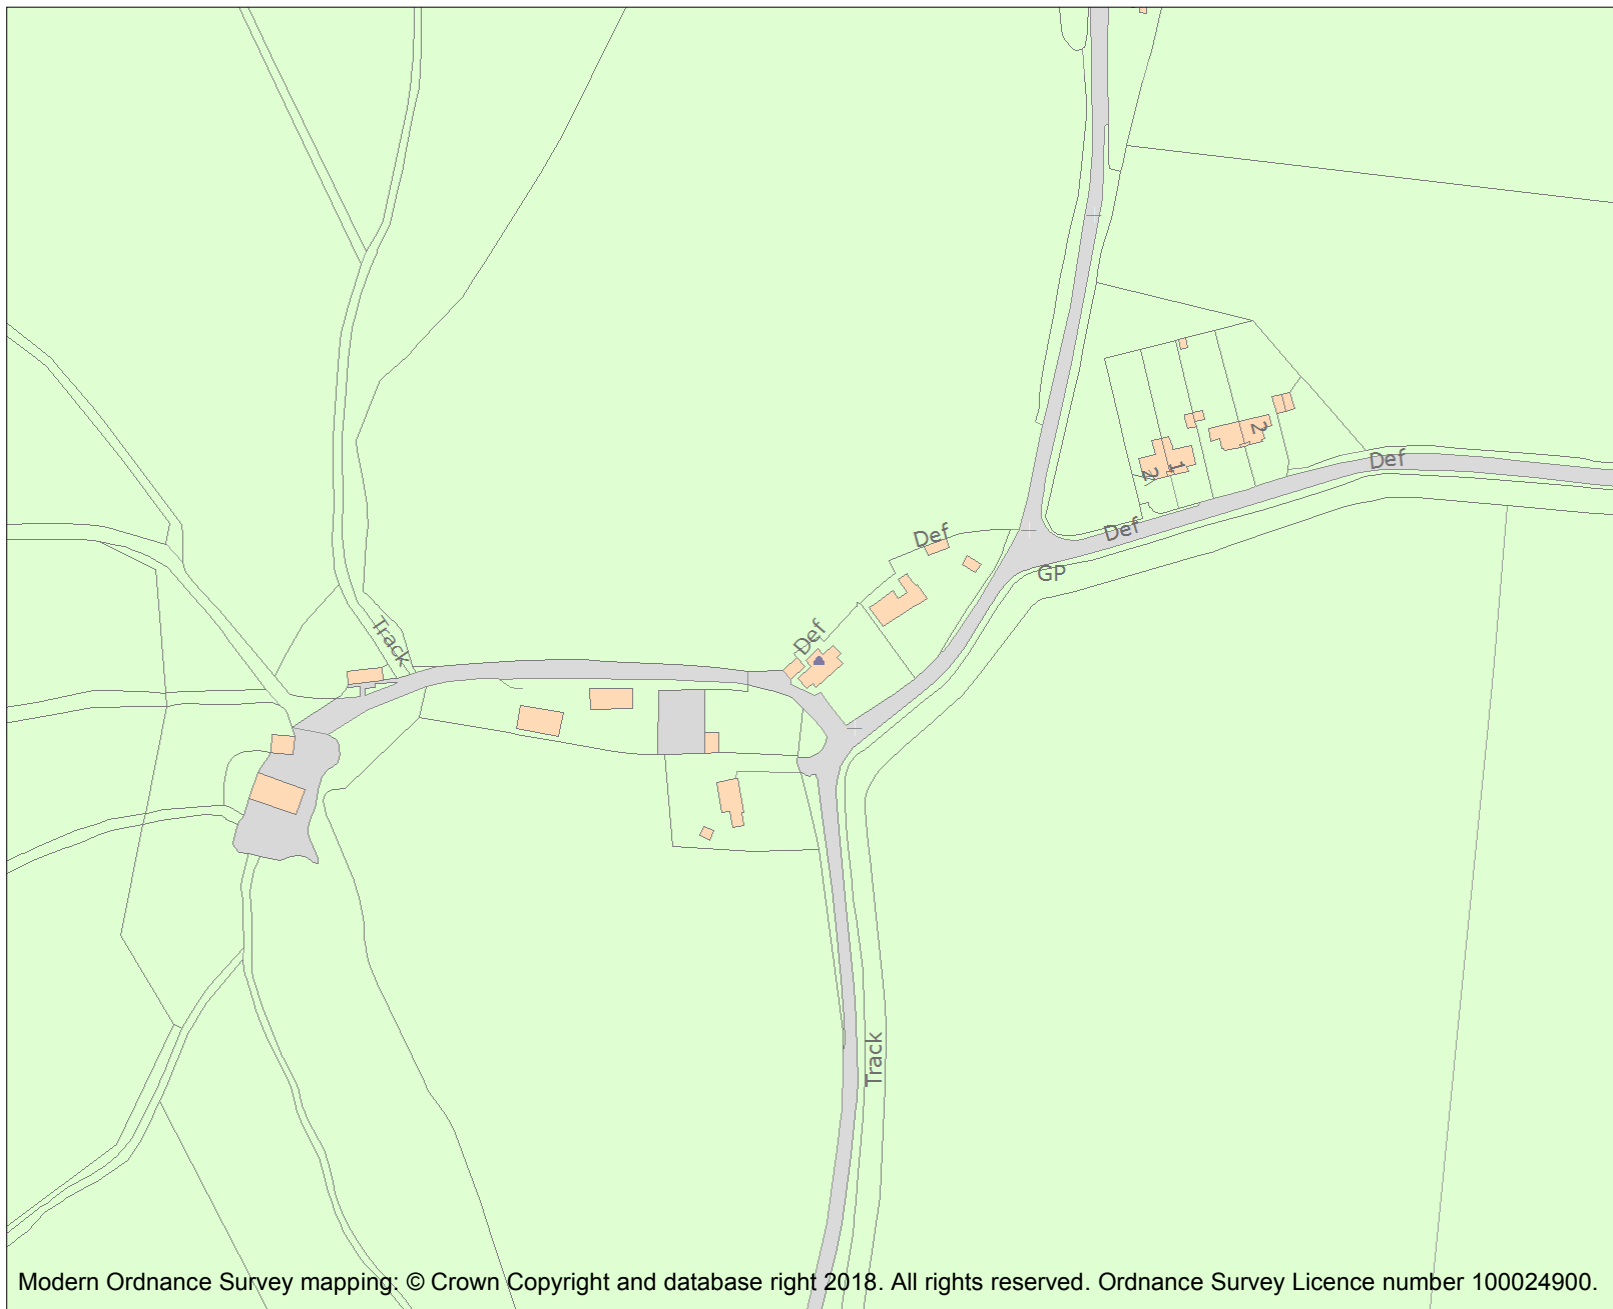 Def
2
1
2
Def
Def
GP
Def
Track
Track
Modern Ordnance Survey mapping: © Crown Copyright and database right 2018. All rights reserved. Ordnance Survey Licence number 100024900.